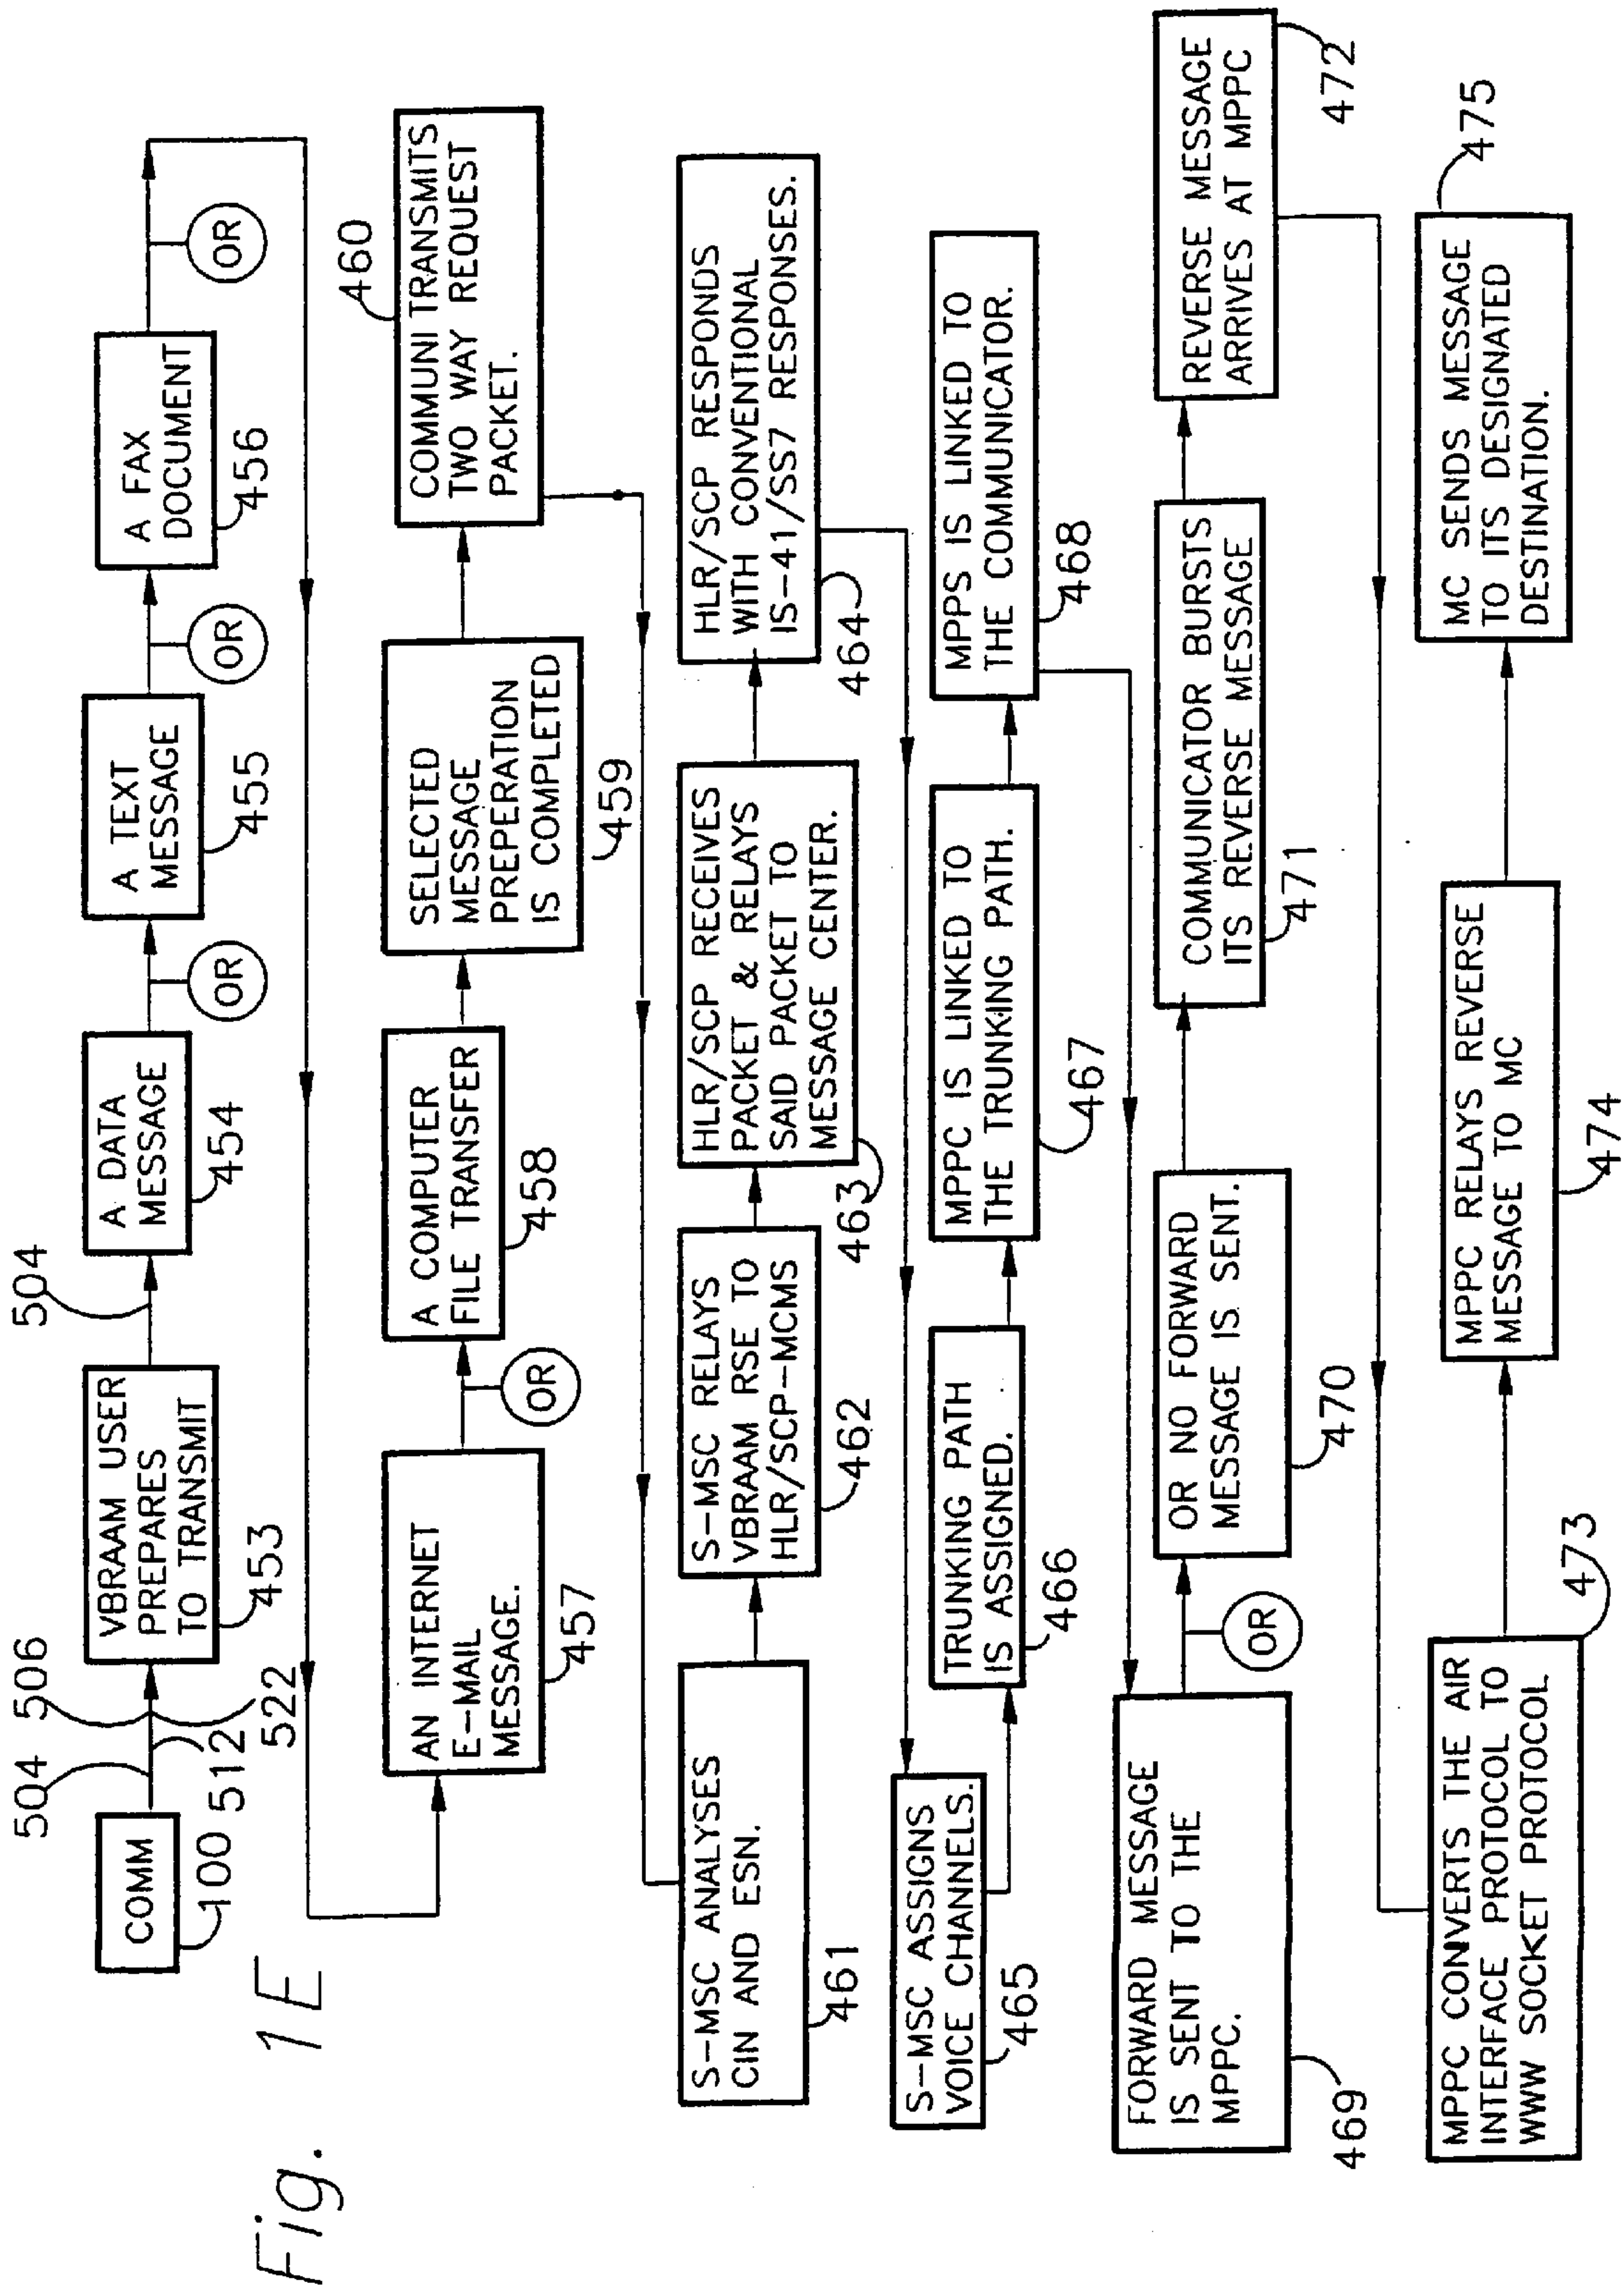 Fig. 1E
COMM
100
504
506
512
522
VBRAAM USER
PREPARES
TO TRANSMIT
453
504
A DATA
MESSAGE
454
OR
A TEXT
MESSAGE
455
OR
A FAX
DOCUMENT
456
OR
AN INTERNET
E-MAIL
MESSAGE.
457
OR
A COMPUTER
FILE TRANSFER
458
SELECTED
MESSAGE
PREPERATION
IS COMPLETED
459
COMMUNI TRANSMITS
TWO WAY REQUEST
PACKET.
460
S-MSC ANALYSES
CIN AND ESN.
461
S-MSC RELAYS
VBRAAM RSE TO
HLR/SCP-MCMS
462
HLR/SCP RECEIVES
PACKET & RELAYS
SAID PACKET TO
MESSAGE CENTER.
463
HLR/SCP RESPONDS
WITH CONVENTIONAL
IS-41/SS7 RESPONSES.
464
S-MSC ASSIGNS
VOICE CHANNELS.
465
TRUNKING PATH
IS ASSIGNED.
466
MPPC IS LINKED TO
THE TRUNKING PATH.
467
MPPS IS LINKED TO
THE COMMUNICATOR.
468
FORWARD MESSAGE
IS SENT TO THE
MPPC.
469
OR
OR NO FORWARD
MESSAGE IS SENT.
470
COMMUNICATOR BURSTS
ITS REVERSE MESSAGE
471
REVERSE MESSAGE
ARRIVES AT MPPC
472
MPPC CONVERTS THE AIR
INTERFACE PROTOCOL TO
WWW SOCKET PROTOCOL
473
MPPC RELAYS REVERSE
MESSAGE TO MC
474
MC SENDS MESSAGE
TO ITS DESIGNATED
DESTINATION.
475